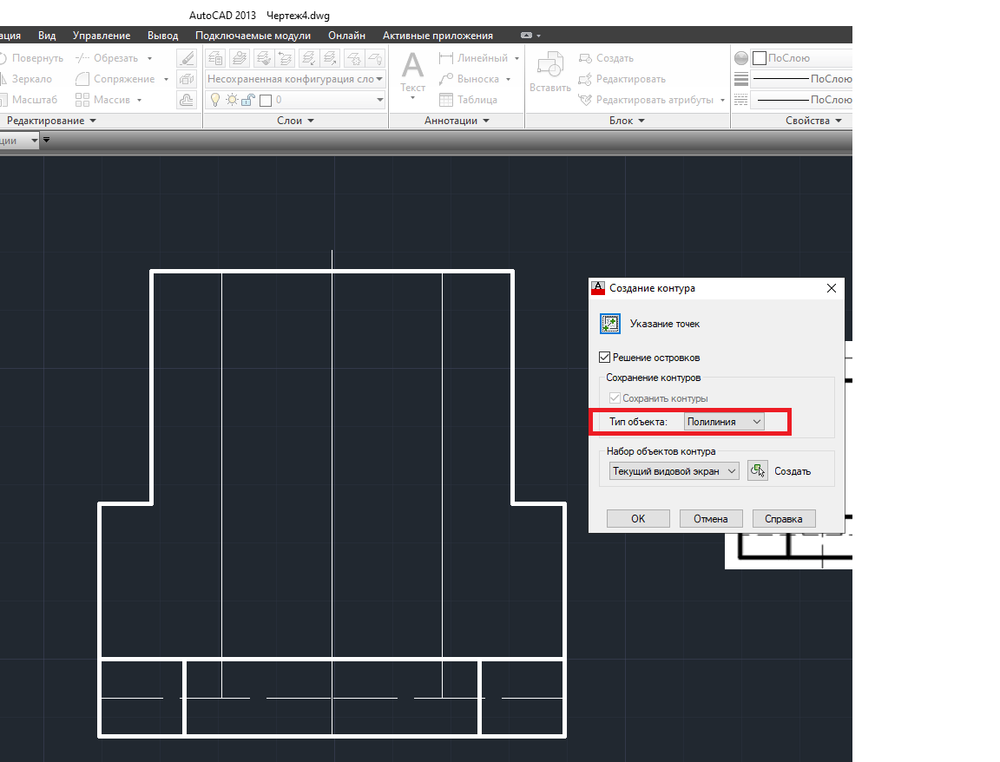 AutoCAD 2013 Чертеж4.dwg
ация Вид Управление Вывод Подключаемые модули Онлайн Активные приложения
Повернуть Обрезать
Зеркало Сопряжение
Масштаб Массив
Редактирование
Несохраненная конфигурация сло
0
Слои
A
Текст
Линейный
Выноска
Таблица
Аннотации
Вставить
Создать
Редактировать
Редактировать атрибуты
Блок
ПоСлою
ПоСлою
ПоСлою
Свойства
ции
Создание контура
Указание точек
Решение островков
Сохранение контуров
Сохранить контуры
Тип объекта: Полилиния
Набор объектов контура
Текущий видовой экран Создать
OK Отмена Справка